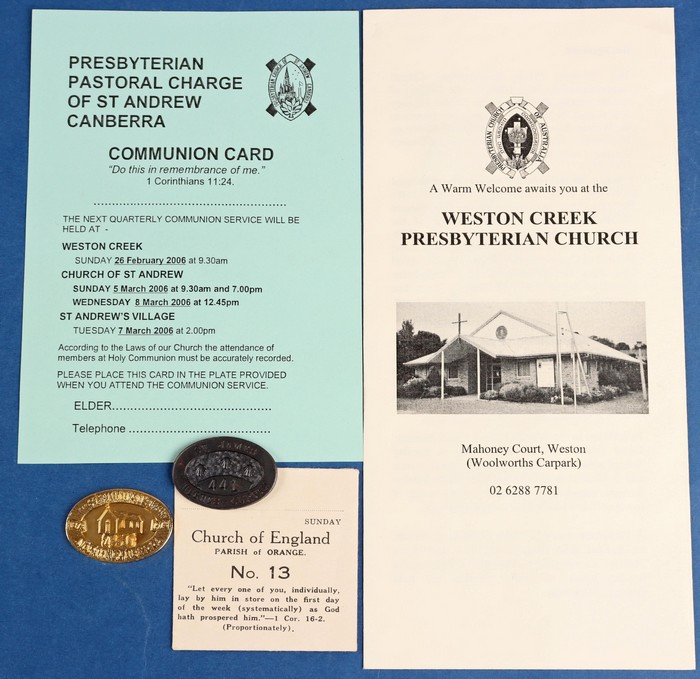 PRESBYTERIAN
PASTORAL CHARGE
OF ST ANDREW
CANBERRA
COMMUNION CARD
"Do this in remembrance of me."
1 Corinthians 11:24.
THE NEXT QUARTERLY COMMUNION SERVICE WILL BE
HELD AT -
WESTON CREEK
SUNDAY 26 February 2006 at 9.30am
CHURCH OF ST ANDREW
SUNDAY 5 March 2006 at 9.30am and 7.00pm
WEDNESDAY 8 March 2006 at 12.45pm
ST ANDREW'S VILLAGE
TUESDAY 7 March 2006 at 2.00pm
According to the Laws of our Church the attendance of
members at Holy Communion must be accurately recorded.
PLEASE PLACE THIS CARD IN THE PLATE PROVIDED
WHEN YOU ATTEND THE COMMUNION SERVICE.
ELDER
Telephone
PRESBYTERIAN CHURCH OF AUSTRALIA
A Warm Welcome awaits you at the
WESTON CREEK
PRESBYTERIAN CHURCH
Mahoney Court, Weston
(Woolworths Carpark)
02 6288 7781
441
456
SUNDAY
Church of England
PARISH of ORANGE.
No. 13
"Let every one of you, individually,
lay by him in store on the first day
of the week (systematically) as God
hath prospered him."—1 Cor. 16-2.
(Proportionately).